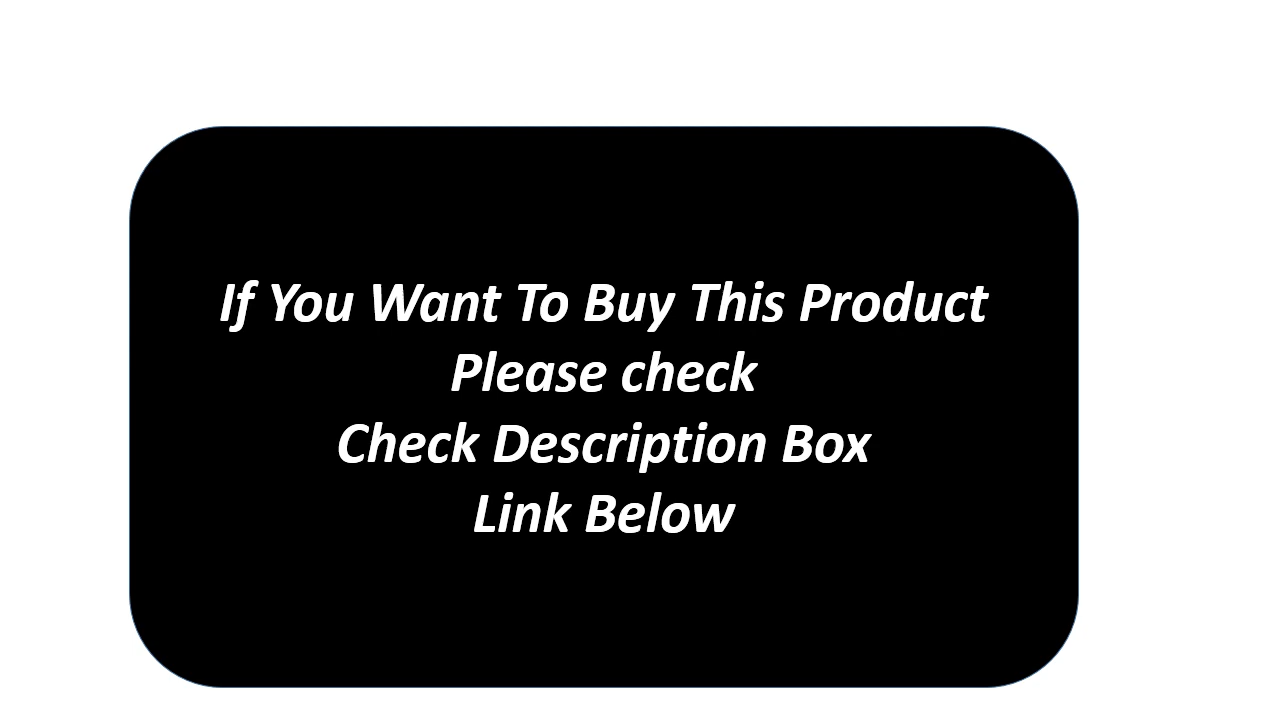 If You Want To Buy This Product
Please check
Check Description Box
Link Below